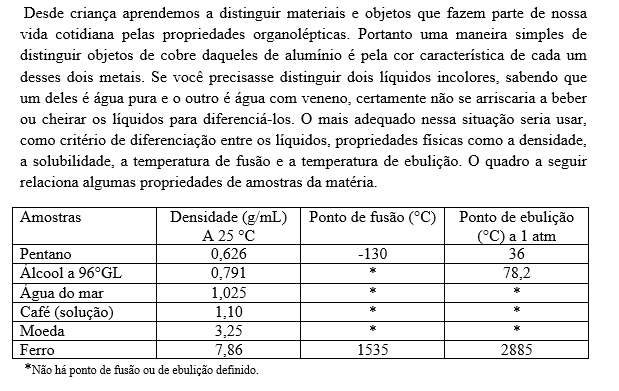 Desde criança aprendemos a distinguir materiais e objetos que fazem parte de nossa
vida cotidiana pelas propriedades organolépticas. Portanto uma maneira simples de
distinguir objetos de cobre daqueles de alumínio é pela cor característica de cada um
desses dois metais. Se você precisasse distinguir dois líquidos incolores, sabendo que
um deles é água pura e o outro é água com veneno, certamente não se arriscaria a beber
ou cheirar os líquidos para diferenciá-los. O mais adequado nessa situação seria usar,
como critério de diferenciação entre os líquidos, propriedades físicas como a densidade,
a solubilidade, a temperatura de fusão e a temperatura de ebulição. O quadro a seguir
relaciona algumas propriedades de amostras da matéria.
Amostras Densidade (g/mL) Ponto de fusão (°C) Ponto de ebulição
A 25 °C (°C) a 1 atm
Pentano 0,626 -130 36
Álcool a 96°GL 0,791 * 78,2
Água do mar 1,025 * *
Café (solução) 1,10 * *
Moeda 3,25 * *
Ferro 7,86 1535 2885
*Não há ponto de fusão ou de ebulição definido.